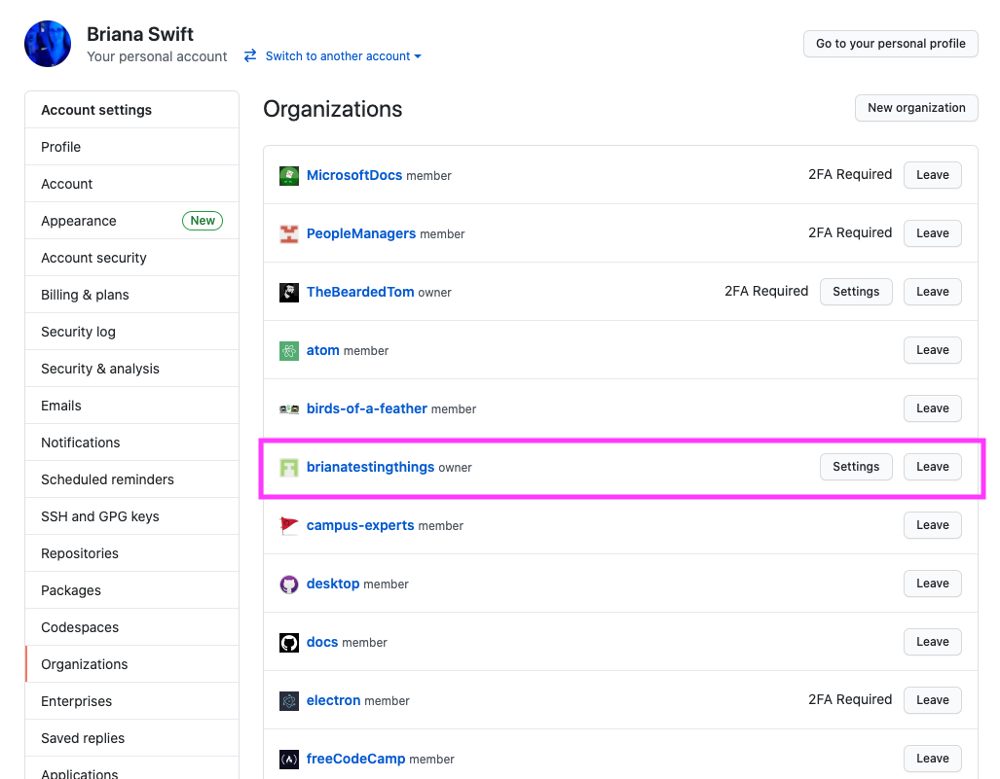 Briana Swift
Your personal account Switch to another account
Go to your personal profile
Account settings
Profile
Account
Appearance New
Account security
Billing & plans
Security log
Security & analysis
Emails
Notifications
Scheduled reminders
SSH and GPG keys
Repositories
Packages
Codespaces
Organizations
Enterprises
Saved replies
Applications
Organizations New organization
MicrosoftDocs member 2FA Required Leave
PeopleManagers member 2FA Required Leave
TheBeardedTom owner 2FA Required Settings Leave
atom member Leave
birds-of-a-feather member Leave
brianatestingthings owner Settings Leave
campus-experts member Leave
desktop member Leave
docs member Leave
electron member 2FA Required Leave
freeCodeCamp member Leave